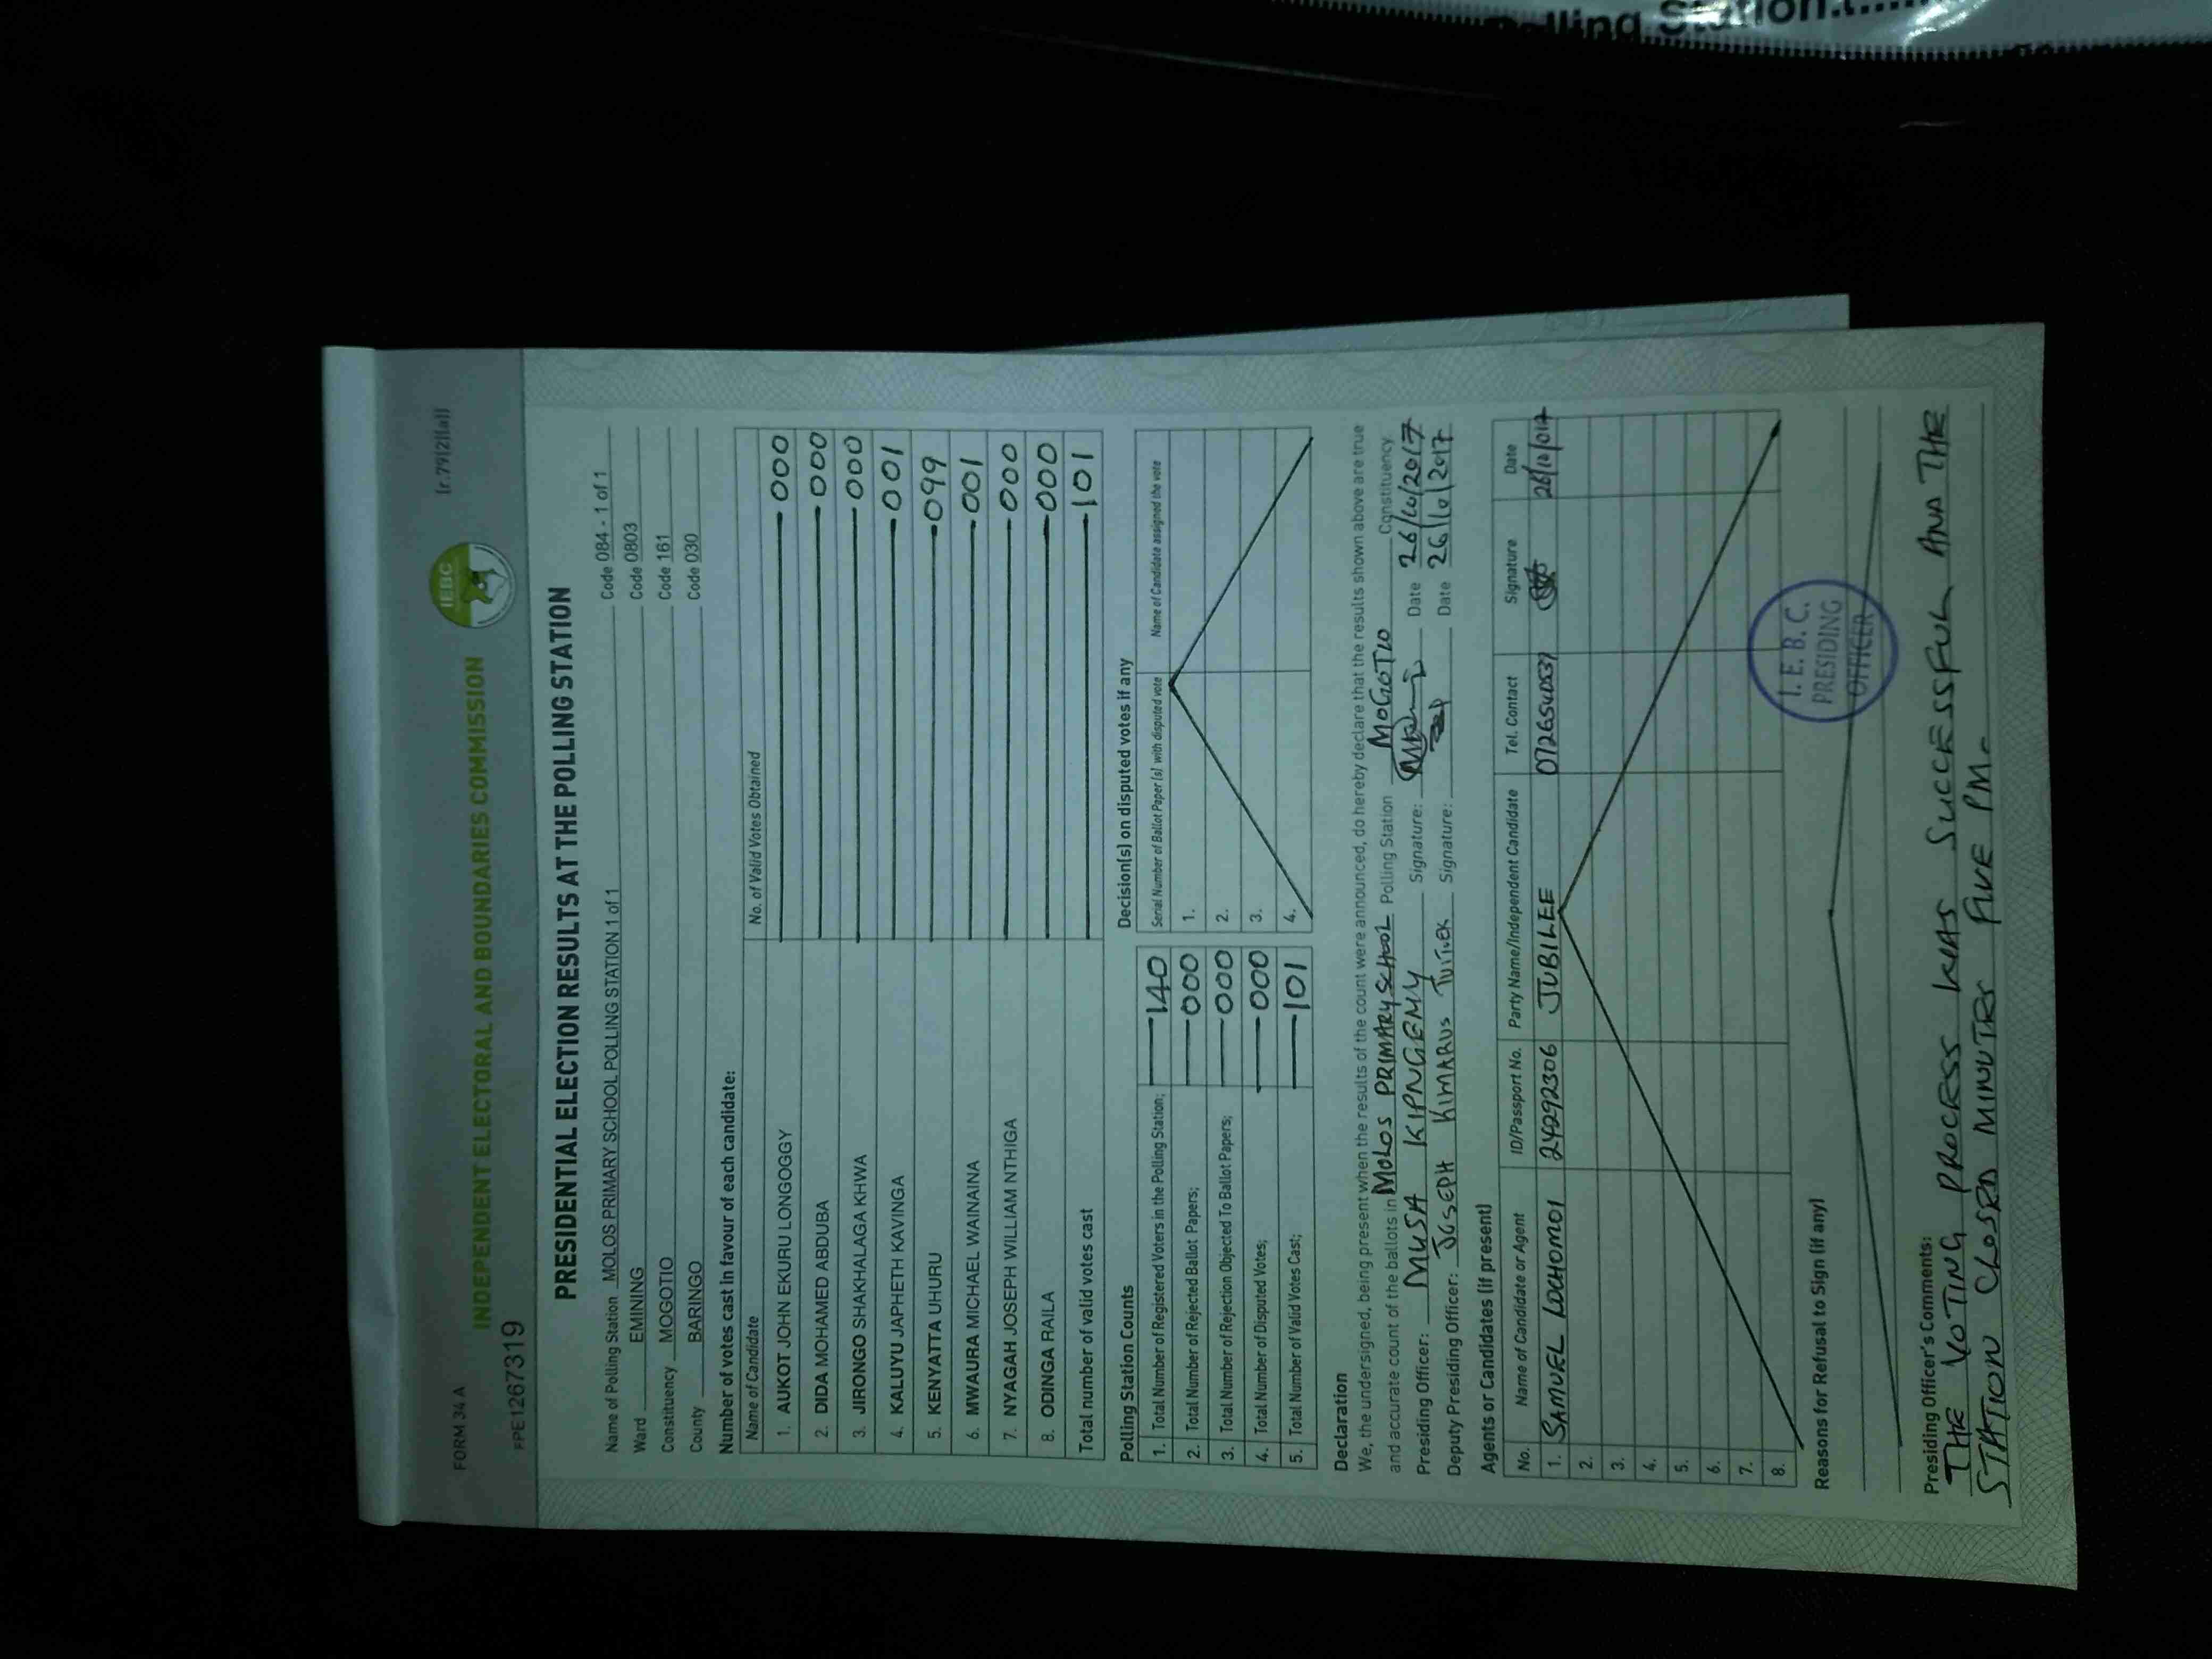 Polling Station
FORM 34 A
(r.79(2)(a))
INDEPENDENT ELECTORAL AND BOUNDARIES COMMISSION
IEBC
FPE1267319
PRESIDENTIAL ELECTION RESULTS AT THE POLLING STATION
Name of Polling Station MOLOS PRIMARY SCHOOL POLLING STATION 1 of 1 Code 084 - 1 of 1
Ward EMINING Code 0803
Constituency MOGOTIO Code 161
County BARINGO Code 030
Number of votes cast in favour of each candidate:
Name of Candidate No. of Valid Votes Obtained
1. AUKOT JOHN EKURU LONGOGGY 000
2. DIDA MOHAMED ABDUBA 000
3. JIRONGO SHAKHALAGA KHWA 000
4. KALUYU JAPHETH KAVINGA 001
5. KENYATTA UHURU 099
6. MWAURA MICHAEL WAINAINA 001
7. NYAGAH JOSEPH WILLIAM NTHIGA 000
8. ODINGA RAILA 000
Total number of valid votes cast 101
Polling Station Counts
1. Total Number of Registered Voters in the Polling Station; 140
2. Total Number of Rejected Ballot Papers; 000
3. Total Number of Rejection Objected To Ballot Papers; 000
4. Total Number of Disputed Votes; 000
5. Total Number of Valid Votes Cast; 101
Decision(s) on disputed votes if any
Serial Number of Ballot Paper (s) with disputed vote Name of Candidate assigned the vote
1.
2.
3.
4.
Declaration
We, the undersigned, being present when the results of the count were announced, do hereby declare that the results shown above are true
and accurate count of the ballots in MOLOS PRIMARY SCHOOL Polling Station MOGOTIO Constituency
Presiding Officer: MUSA KIPNGENY Signature: Date 26/10/2017
Deputy Presiding Officer: JOSEPH KIMARUS TUITIEK Signature: Date 26/10/2017
Agents or Candidates (if present)
No. Name of Candidate or Agent ID/Passport No. Party Name/Independent Candidate Tel. Contact Signature Date
1. SAMUEL LOCHOMOI 24292306 JUBILEE 0726540537 26/10/017
2.
3.
4.
5.
6.
7.
8.
Reasons for Refusal to Sign (if any)
I. E. B. C.
PRESIDING
OFFICER
Presiding Officer's Comments:
THE VOTING PROCESS WAS SUCCESSFUL AND THE
STATION CLOSED MINUTES FIVE PM.